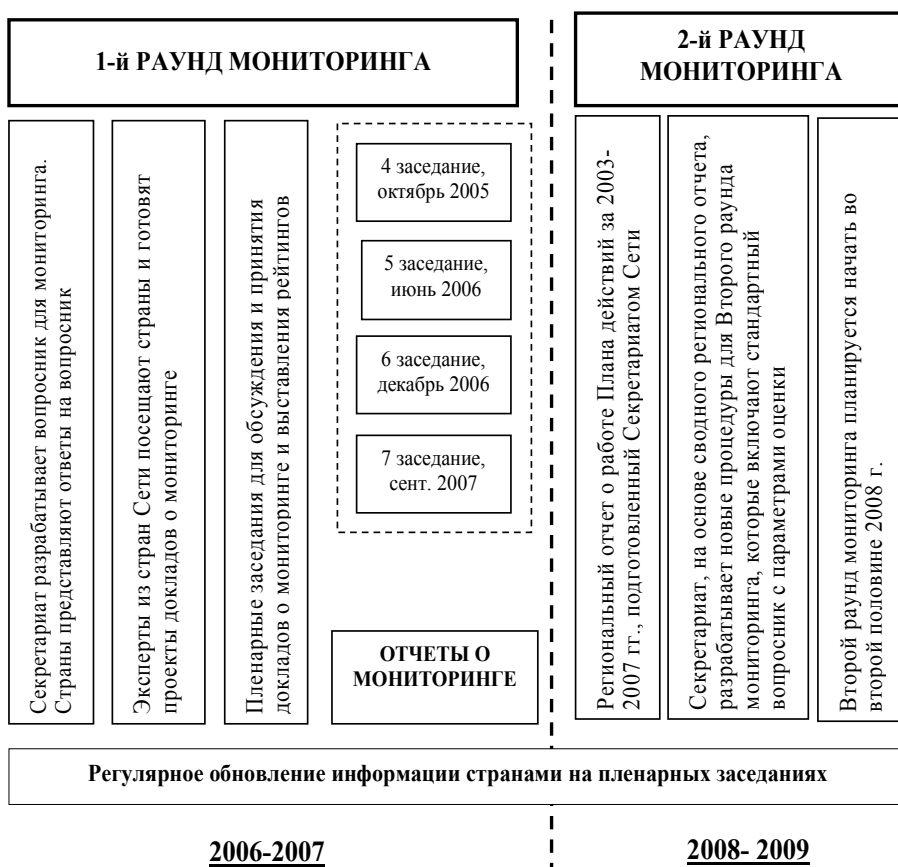 1-й РАУНД МОНИТОРИНГА
2-й РАУНД
МОНИТОРИНГА
Секретариат разрабатывает вопросник для мониторинга.
Страны представляют ответы на вопросник
Эксперты из стран Сети посещают страны и готовят
проекты докладов о мониторинге
Пленарные заседания для обсуждения и принятия
докладов о мониторинге и выставления рейтингов
4 заседание,
октябрь 2005
5 заседание,
июнь 2006
6 заседание,
декабрь 2006
7 заседание,
сент. 2007
ОТЧЕТЫ О
МОНИТОРИНГЕ
Региональный отчет о работе Плана действий за 2003-
2007 гг., подготовленный Секретариатом Сети
Секретариат, на основе сводного регионального отчета,
разрабатывает новые процедуры для Второго раунда
мониторинга, которые включают стандартный
вопросник с параметрами оценки
Второй раунд мониторинга планируется начать во
второй половине 2008 г.
Регулярное обновление информации странами на пленарных заседаниях
2006-2007
2008- 2009